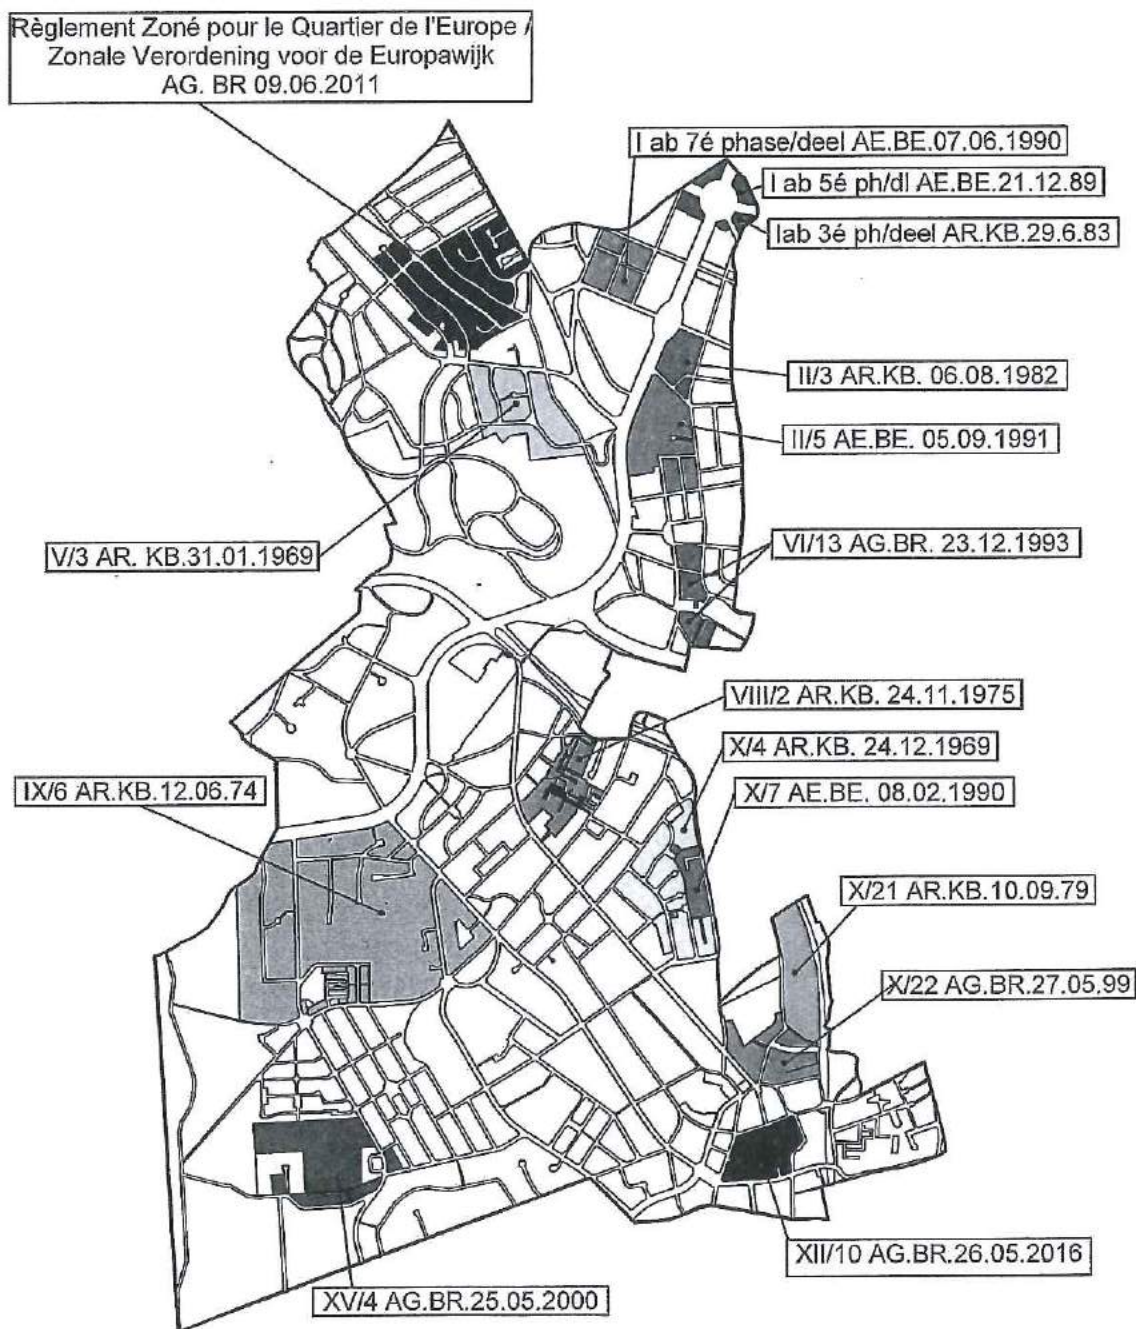 Règlement Zoné pour le Quartier de l'Europe /
Zonale Verordening voor de Europawijk
AG. BR 09.06.2011
I ab 7é phase/deel AE.BE.07.06.1990
I ab 5é ph/dl AE.BE.21.12.89
Iab 3é ph/deel AR.KB.29.6.83
II/3 AR.KB. 06.08.1982
II/5 AE.BE. 05.09.1991
V/3 AR. KB.31.01.1969
VI/13 AG.BR. 23.12.1993
VIII/2 AR.KB. 24.11.1975
X/4 AR.KB. 24.12.1969
IX/6 AR.KB.12.06.74
X/7 AE.BE. 08.02.1990
X/21 AR.KB.10.09.79
X/22 AG.BR.27.05.99
XII/10 AG.BR.26.05.2016
XV/4 AG.BR.25.05.2000